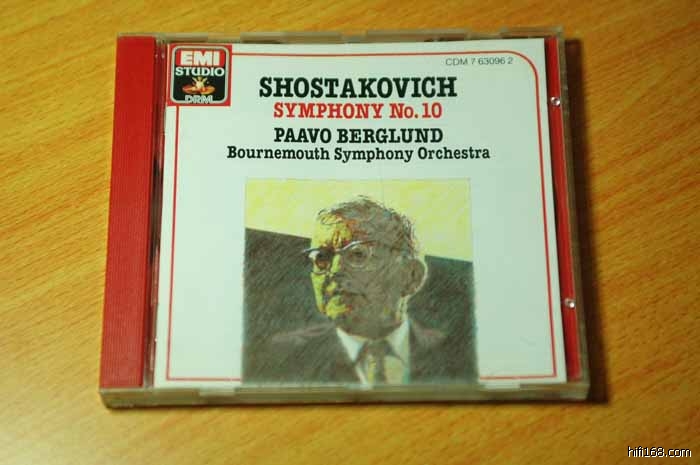 EMI
STUDIO
DRM
CDM 7 63096 2
SHOSTAKOVICH
SYMPHONY No. 10
PAAVO BERGLUND
Bournemouth Symphony Orchestra
hifi168.com